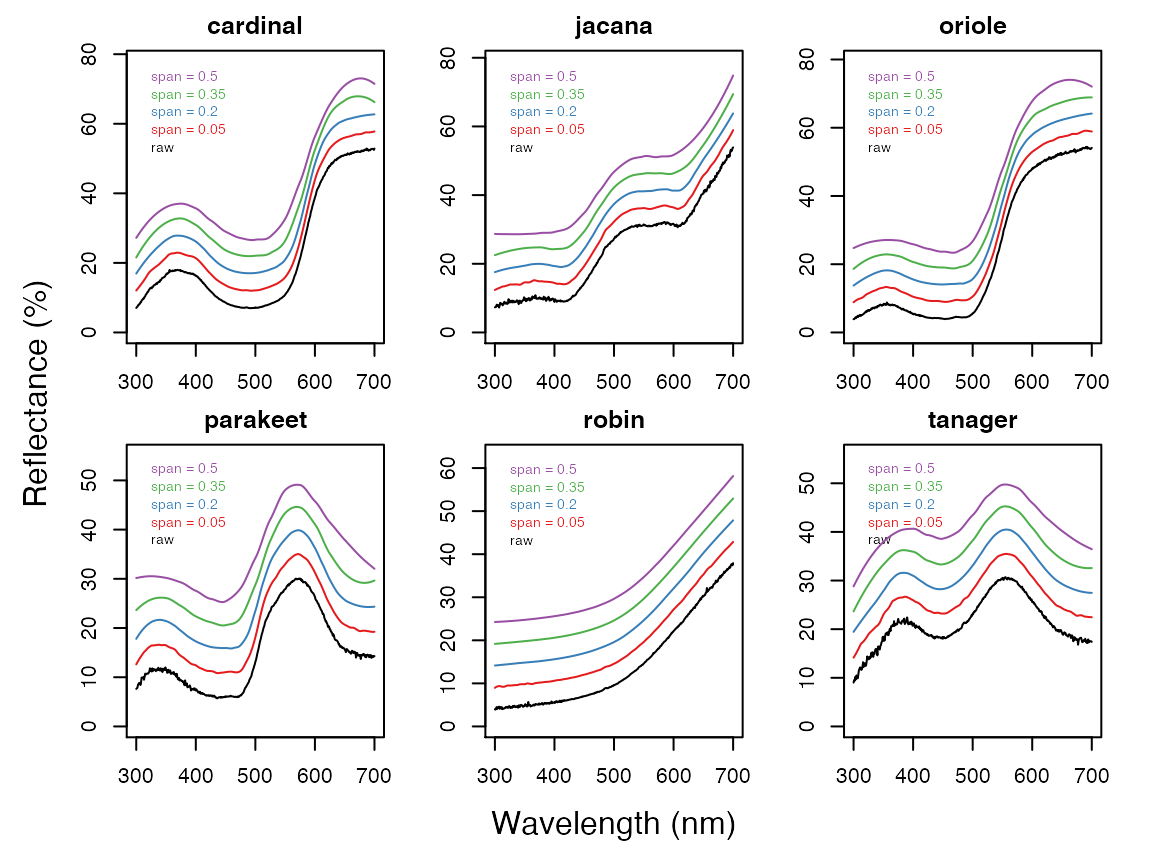 cardinal
span = 0.5
span = 0.35
span = 0.2
span = 0.05
raw
0 20 40 60 80
300 400 500 600 700
jacana
span = 0.5
span = 0.35
span = 0.2
span = 0.05
raw
0 20 40 60 80
300 400 500 600 700
oriole
span = 0.5
span = 0.35
span = 0.2
span = 0.05
raw
0 20 40 60 80
300 400 500 600 700
parakeet
span = 0.5
span = 0.35
span = 0.2
span = 0.05
raw
0 10 20 30 40 50
300 400 500 600 700
robin
span = 0.5
span = 0.35
span = 0.2
span = 0.05
raw
0 10 20 30 40 50 60
300 400 500 600 700
tanager
span = 0.5
span = 0.35
span = 0.2
span = 0.05
raw
0 10 20 30 40 50
300 400 500 600 700
Reflectance (%)
Wavelength (nm)